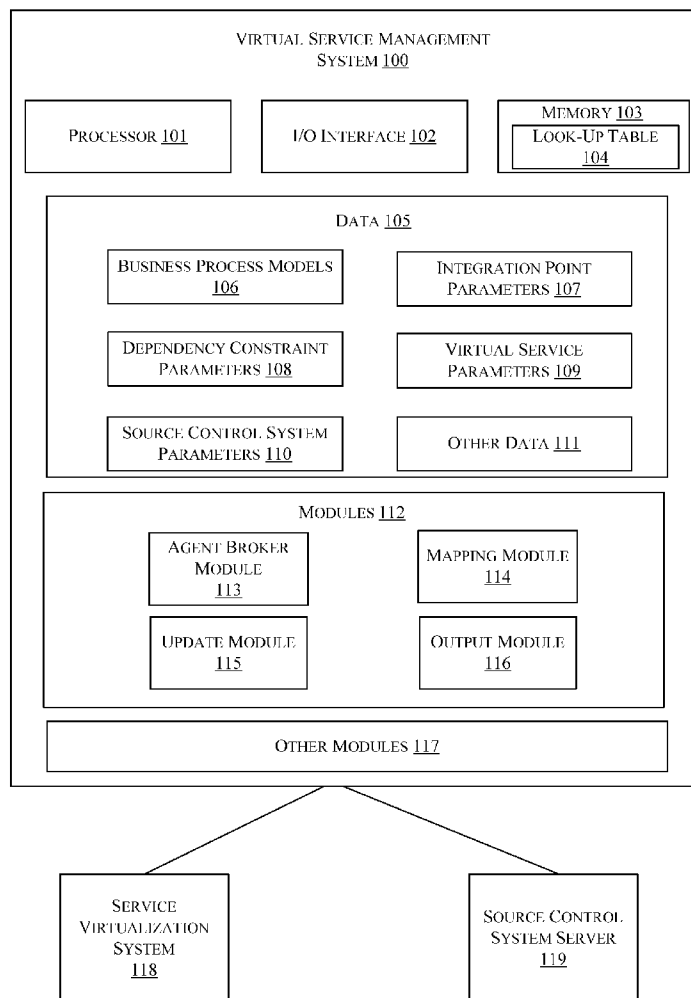 VIRTUAL SERVICE MANAGEMENT
SYSTEM 100
PROCESSOR 101
I/O INTERFACE 102
MEMORY 103
LOOK-UP TABLE
104
DATA 105
BUSINESS PROCESS MODELS
106
INTEGRATION POINT
PARAMETERS 107
DEPENDENCY CONSTRAINT
PARAMETERS 108
VIRTUAL SERVICE
PARAMETERS 109
SOURCE CONTROL SYSTEM
PARAMETERS 110
OTHER DATA 111
MODULES 112
AGENT BROKER
MODULE
113
MAPPING MODULE
114
UPDATE MODULE
115
OUTPUT MODULE
116
OTHER MODULES 117
SERVICE
VIRTUALIZATION
SYSTEM
118
SOURCE CONTROL
SYSTEM SERVER
119